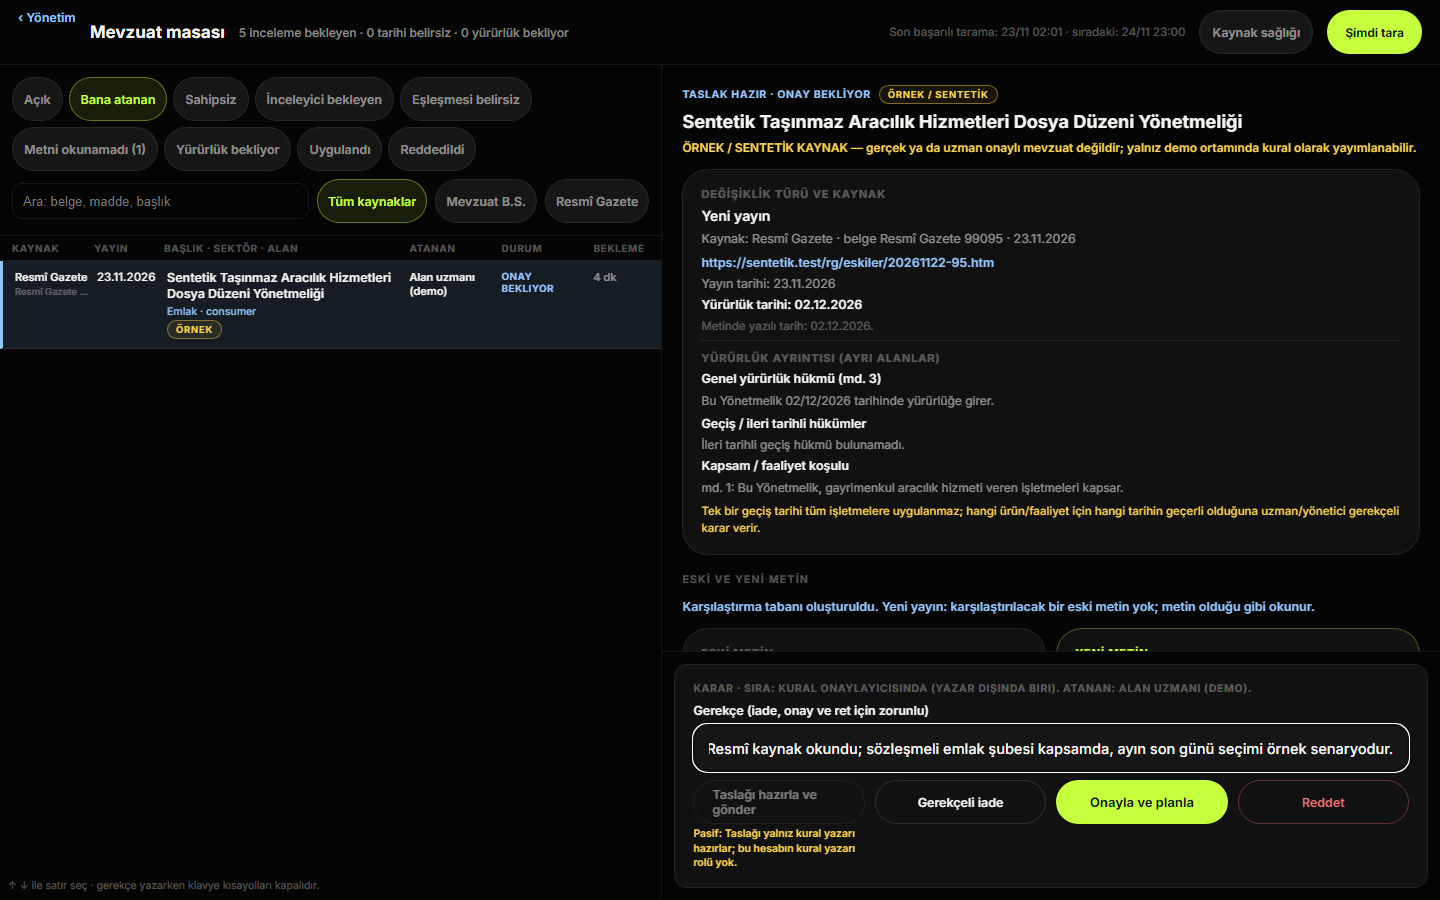 ‹ Yönetim
Mevzuat masası
5 inceleme bekleyen · 0 tarihi belirsiz · 0 yürürlük bekliyor
Son başarılı tarama: 23/11 02:01 · sıradaki: 24/11 23:00
Kaynak sağlığı
Şimdi tara
Açık
Bana atanan
Sahipsiz
İnceleyici bekleyen
Eşleşmesi belirsiz
Metni okunamadı (1)
Yürürlük bekliyor
Uygulandı
Reddedildi
Ara: belge, madde, başlık
Tüm kaynaklar
Mevzuat B.S.
Resmî Gazete
KAYNAK
YAYIN
BAŞLIK · SEKTÖR · ALAN
ATANAN
DURUM
BEKLEME
Resmî Gazete
Resmî Gazete ...
23.11.2026
Sentetik Taşınmaz Aracılık Hizmetleri
Dosya Düzeni Yönetmeliği
Emlak · consumer
ÖRNEK
Alan uzmanı
(demo)
ONAY
BEKLIYOR
4 dk
↑ ↓ ile satır seç · gerekçe yazarken klavye kısayolları kapalıdır.
TASLAK HAZIR · ONAY BEKLİYOR
ÖRNEK / SENTETİK
Sentetik Taşınmaz Aracılık Hizmetleri Dosya Düzeni Yönetmeliği
ÖRNEK / SENTETİK KAYNAK — gerçek ya da uzman onaylı mevzuat değildir; yalnız demo ortamında kural olarak yayımlanabilir.
DEĞİŞİKLİK TÜRÜ VE KAYNAK
Yeni yayın
Kaynak: Resmî Gazete · belge Resmî Gazete 99095 · 23.11.2026
https://sentetik.test/rg/eskiler/20261122-95.htm
Yayın tarihi: 23.11.2026
Yürürlük tarihi: 02.12.2026
Metinde yazılı tarih: 02.12.2026.
YÜRÜRLÜK AYRINTISI (AYRI ALANLAR)
Genel yürürlük hükmü (md. 3)
Bu Yönetmelik 02/12/2026 tarihinde yürürlüğe girer.
Geçiş / ileri tarihli hükümler
İleri tarihli geçiş hükmü bulunamadı.
Kapsam / faaliyet koşulu
md. 1: Bu Yönetmelik, gayrimenkul aracılık hizmeti veren işletmeleri kapsar.
Tek bir geçiş tarihi tüm işletmelere uygulanmaz; hangi ürün/faaliyet için hangi tarihin geçerli olduğuna uzman/yönetici gerekçeli
karar verir.
ESKİ VE YENİ METİN
Karşılaştırma tabanı oluşturuldu. Yeni yayın: karşılaştırılacak bir eski metin yok; metin olduğu gibi okunur.
ESKİ METİN
YENİ METİN
KARAR · SIRA: KURAL ONAYLAYICISINDA (YAZAR DIŞINDA BIRI). ATANAN: ALAN UZMANI (DEMO).
Gerekçe (iade, onay ve ret için zorunlu)
Resmî kaynak okundu; sözleşmeli emlak şubesi kapsamda, ayın son günü seçimi örnek senaryodur.
Taslağı hazırla ve
gönder
Gerekçeli iade
Onayla ve planla
Reddet
Pasif: Taslağı yalnız kural yazarı
hazırlar; bu hesabın kural yazarı
rolü yok.